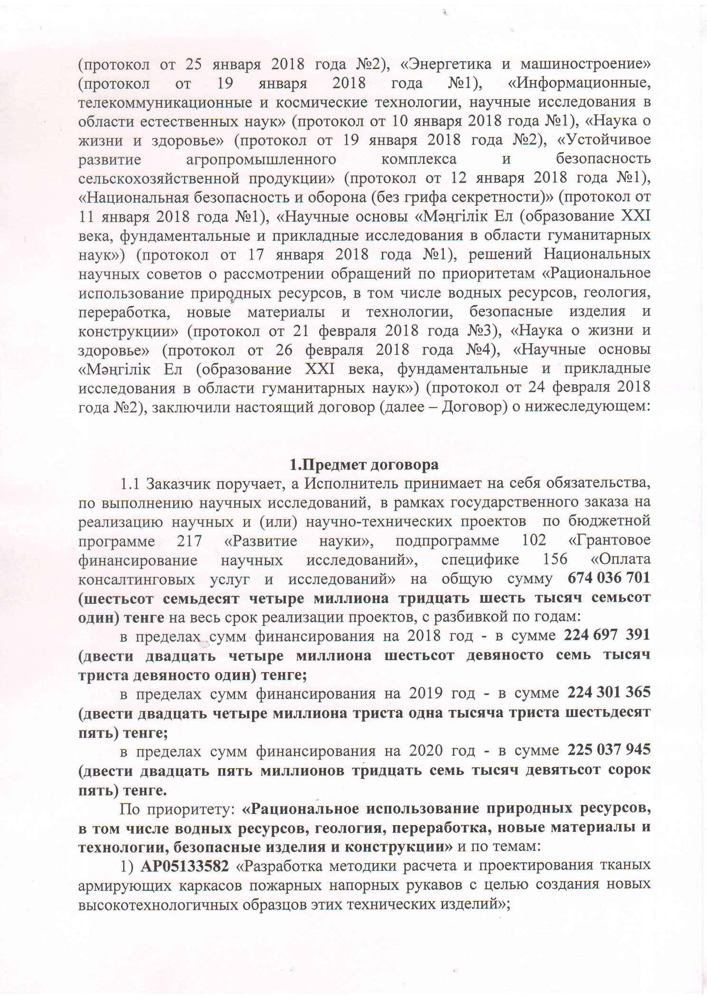 (протокол от 25 января 2018 года №2), «Энергетика и машиностроение»
(протокол от 19 января 2018 года №1), «Информационные,
телекоммуникационные и космические технологии, научные исследования в
области естественных наук» (протокол от 10 января 2018 года №1), «Наука о
жизни и здоровье» (протокол от 19 января 2018 года №2), «Устойчивое
развитие агропромышленного комплекса и безопасность
сельскохозяйственной продукции» (протокол от 12 января 2018 года №1),
«Национальная безопасность и оборона (без грифа секретности)» (протокол от
11 января 2018 года №1), «Научные основы «Мәңгілік Ел (образование XXI
века, фундаментальные и прикладные исследования в области гуманитарных
наук») (протокол от 17 января 2018 года №1), решений Национальных
научных советов о рассмотрении обращений по приоритетам «Рациональное
использование природных ресурсов, в том числе водных ресурсов, геология,
переработка, новые материалы и технологии, безопасные изделия и
конструкции» (протокол от 21 февраля 2018 года №3), «Наука о жизни и
здоровье» (протокол от 26 февраля 2018 года №4), «Научные основы
«Мәңгілік Ел (образование XXI века, фундаментальные и прикладные
исследования в области гуманитарных наук») (протокол от 24 февраля 2018
года №2), заключили настоящий договор (далее – Договор) о нижеследующем:
1.Предмет договора
1.1 Заказчик поручает, а Исполнитель принимает на себя обязательства,
по выполнению научных исследований, в рамках государственного заказа на
реализацию научных и (или) научно-технических проектов по бюджетной
программе 217 «Развитие науки», подпрограмме 102 «Грантовое
финансирование научных исследований», специфике 156 «Оплата
консалтинговых услуг и исследований» на общую сумму 674 036 701
(шестьсот семьдесят четыре миллиона тридцать шесть тысяч семьсот
один) тенге на весь срок реализации проектов, с разбивкой по годам:
в пределах сумм финансирования на 2018 год - в сумме 224 697 391
(двести двадцать четыре миллиона шестьсот девяносто семь тысяч
триста девяносто один) тенге;
в пределах сумм финансирования на 2019 год - в сумме 224 301 365
(двести двадцать четыре миллиона триста одна тысяча триста шестьдесят
пять) тенге;
в пределах сумм финансирования на 2020 год - в сумме 225 037 945
(двести двадцать пять миллионов тридцать семь тысяч девятьсот сорок
пять) тенге.
По приоритету: «Рациональное использование природных ресурсов,
в том числе водных ресурсов, геология, переработка, новые материалы и
технологии, безопасные изделия и конструкции» и по темам:
1) АР05133582 «Разработка методики расчета и проектирования тканых
армирующих каркасов пожарных напорных рукавов с целью создания новых
высокотехнологичных образцов этих технических изделий»;